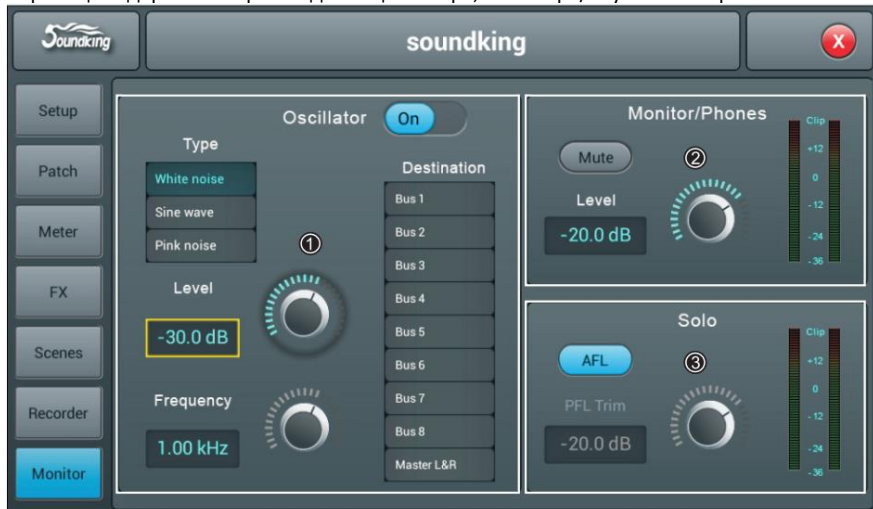 Soundking
soundking
X
Setup
Patch
Meter
FX
Scenes
Recorder
Monitor
Oscillator
On
Type
White noise
Sine wave
Pink noise
①
Level
-30.0 dB
Frequency
1.00 kHz
Destination
Bus 1
Bus 2
Bus 3
Bus 4
Bus 5
Bus 6
Bus 7
Bus 8
Master L&R
Monitor/Phones
Mute
②
Level
-20.0 dB
Clip
+12
0
-12
-24
-36
Solo
AFL
③
PFL Trim
-20.0 dB
Clip
+12
0
-12
-24
-36